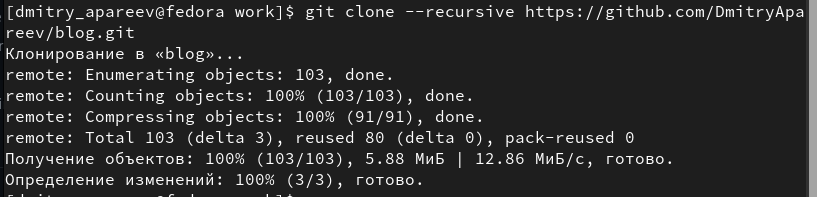 [dmitry_apareev@fedora work]$ git clone --recursive https://github.com/DmitryApa
reev/blog.git
Клонирование в «blog»...
remote: Enumerating objects: 103, done.
remote: Counting objects: 100% (103/103), done.
remote: Compressing objects: 100% (91/91), done.
remote: Total 103 (delta 3), reused 80 (delta 0), pack-reused 0
Получение объектов: 100% (103/103), 5.88 МиБ | 12.86 МиБ/с, готово.
Определение изменений: 100% (3/3), готово.